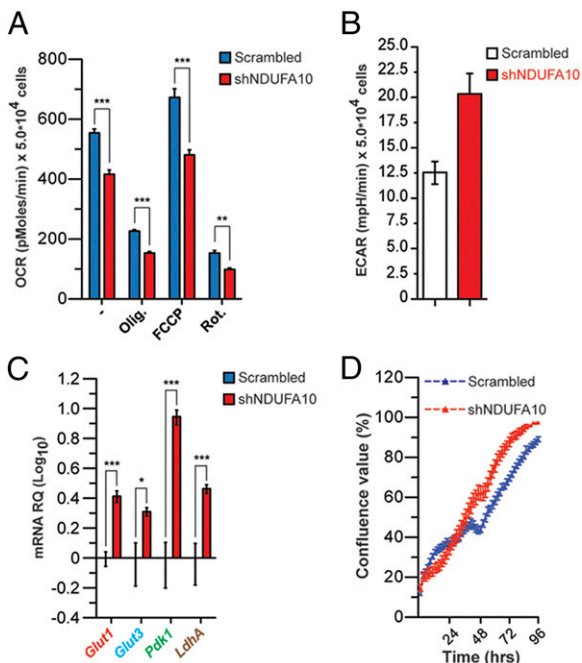 A
OCR (pMoles/min) x 5.0*10⁴ cells
800
600
400
200
0
Scrambled
shNDUFA10
***
***
***
**
-
Olig.
FCCP
Rot.
B
ECAR (mpH/min) x 5.0*10⁴ cells
25.0
22.5
20.0
17.5
15.0
12.5
10.0
7.5
5.0
2.5
0
Scrambled
shNDUFA10
C
mRNA RQ (Log10)
1.2
1.0
0.8
0.6
0.4
0.2
0
-0.2
-0.4
Scrambled
shNDUFA10
***
*
***
***
Glut1
Glut3
Pdk1
LdhA
D
Confluence value (%)
120
100
80
60
40
20
0
Scrambled
shNDUFA10
24
48
72
96
Time (hrs)